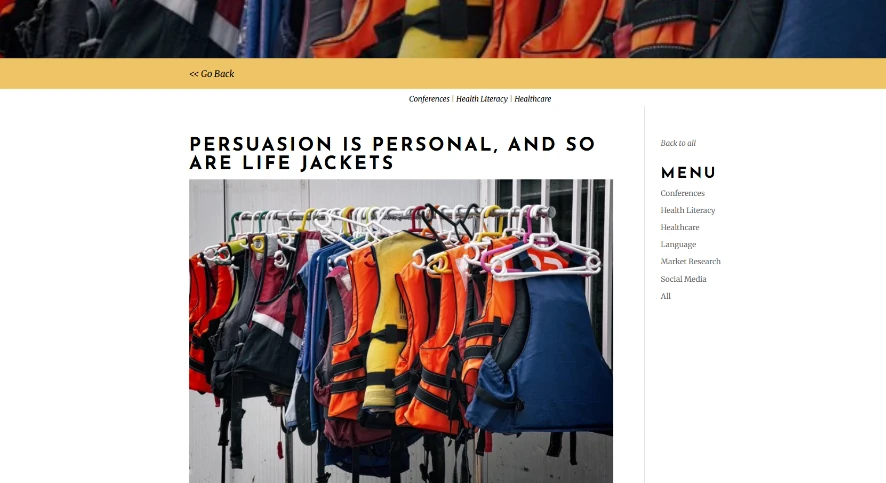 << Go Back
Conferences | Health Literacy | Healthcare
PERSUASION IS PERSONAL, AND SO
ARE LIFE JACKETS
Back to all
MENU
Conferences
Health Literacy
Healthcare
Language
Market Research
Social Media
All